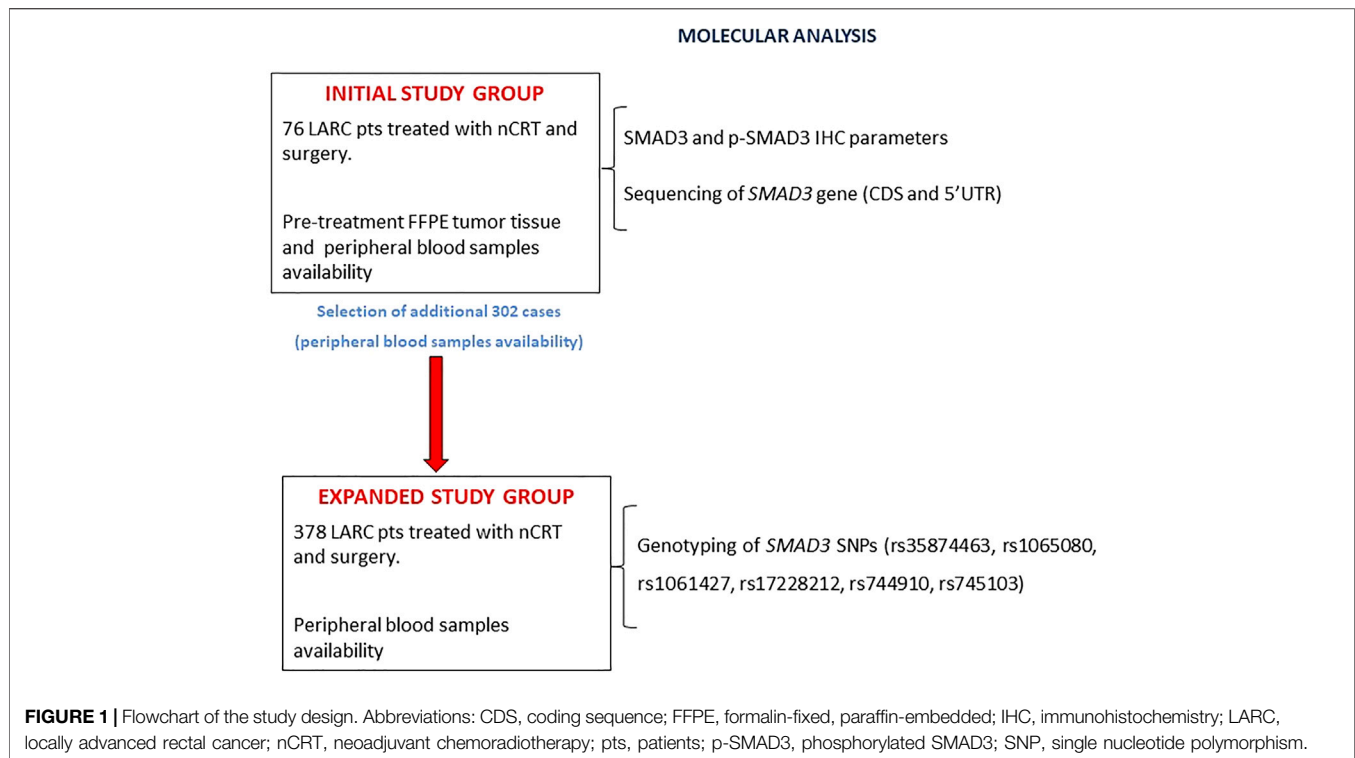 MOLECULAR ANALYSIS
INITIAL STUDY GROUP
76 LARC pts treated with nCRT and
surgery.
Pre-treatment FFPE tumor tissue
and peripheral blood samples
availability
SMAD3 and p-SMAD3 IHC parameters
Sequencing of SMAD3 gene (CDS and 5’UTR)
Selection of additional 302 cases
(peripheral blood samples availability)
EXPANDED STUDY GROUP
378 LARC pts treated with nCRT
and surgery.
Peripheral blood samples
availability
Genotyping of SMAD3 SNPs (rs35874463, rs1065080,
rs1061427, rs17228212, rs744910, rs745103)
FIGURE 1 | Flowchart of the study design. Abbreviations: CDS, coding sequence; FFPE, formalin-fixed, paraffin-embedded; IHC, immunohistochemistry; LARC,
locally advanced rectal cancer; nCRT, neoadjuvant chemoradiotherapy; pts, patients; p-SMAD3, phosphorylated SMAD3; SNP, single nucleotide polymorphism.